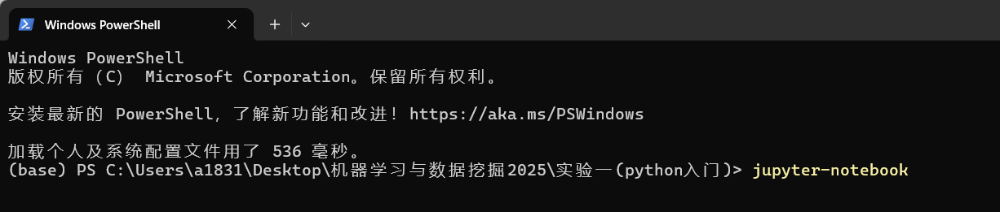 Windows PowerShell
Windows PowerShell
版权所有 (C) Microsoft Corporation。保留所有权利。
安装最新的 PowerShell,了解新功能和改进!https://aka.ms/PSWindows
加载个人及系统配置文件用了 536 毫秒。
(base) PS C:\Users\a1831\Desktop\机器学习与数据挖掘2025\实验一(python入门)> jupyter-notebook